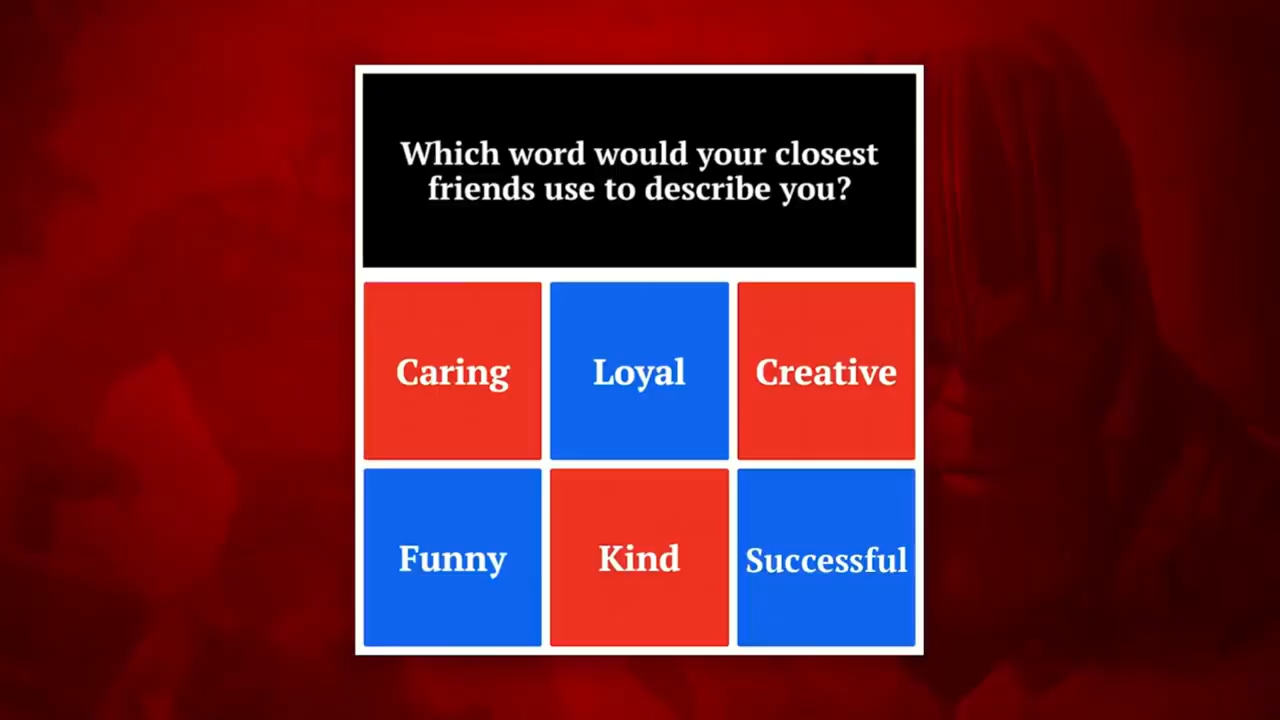 Which word would your closest
friends use to describe you?
Caring
Loyal
Creative
Funny
Kind
Successful